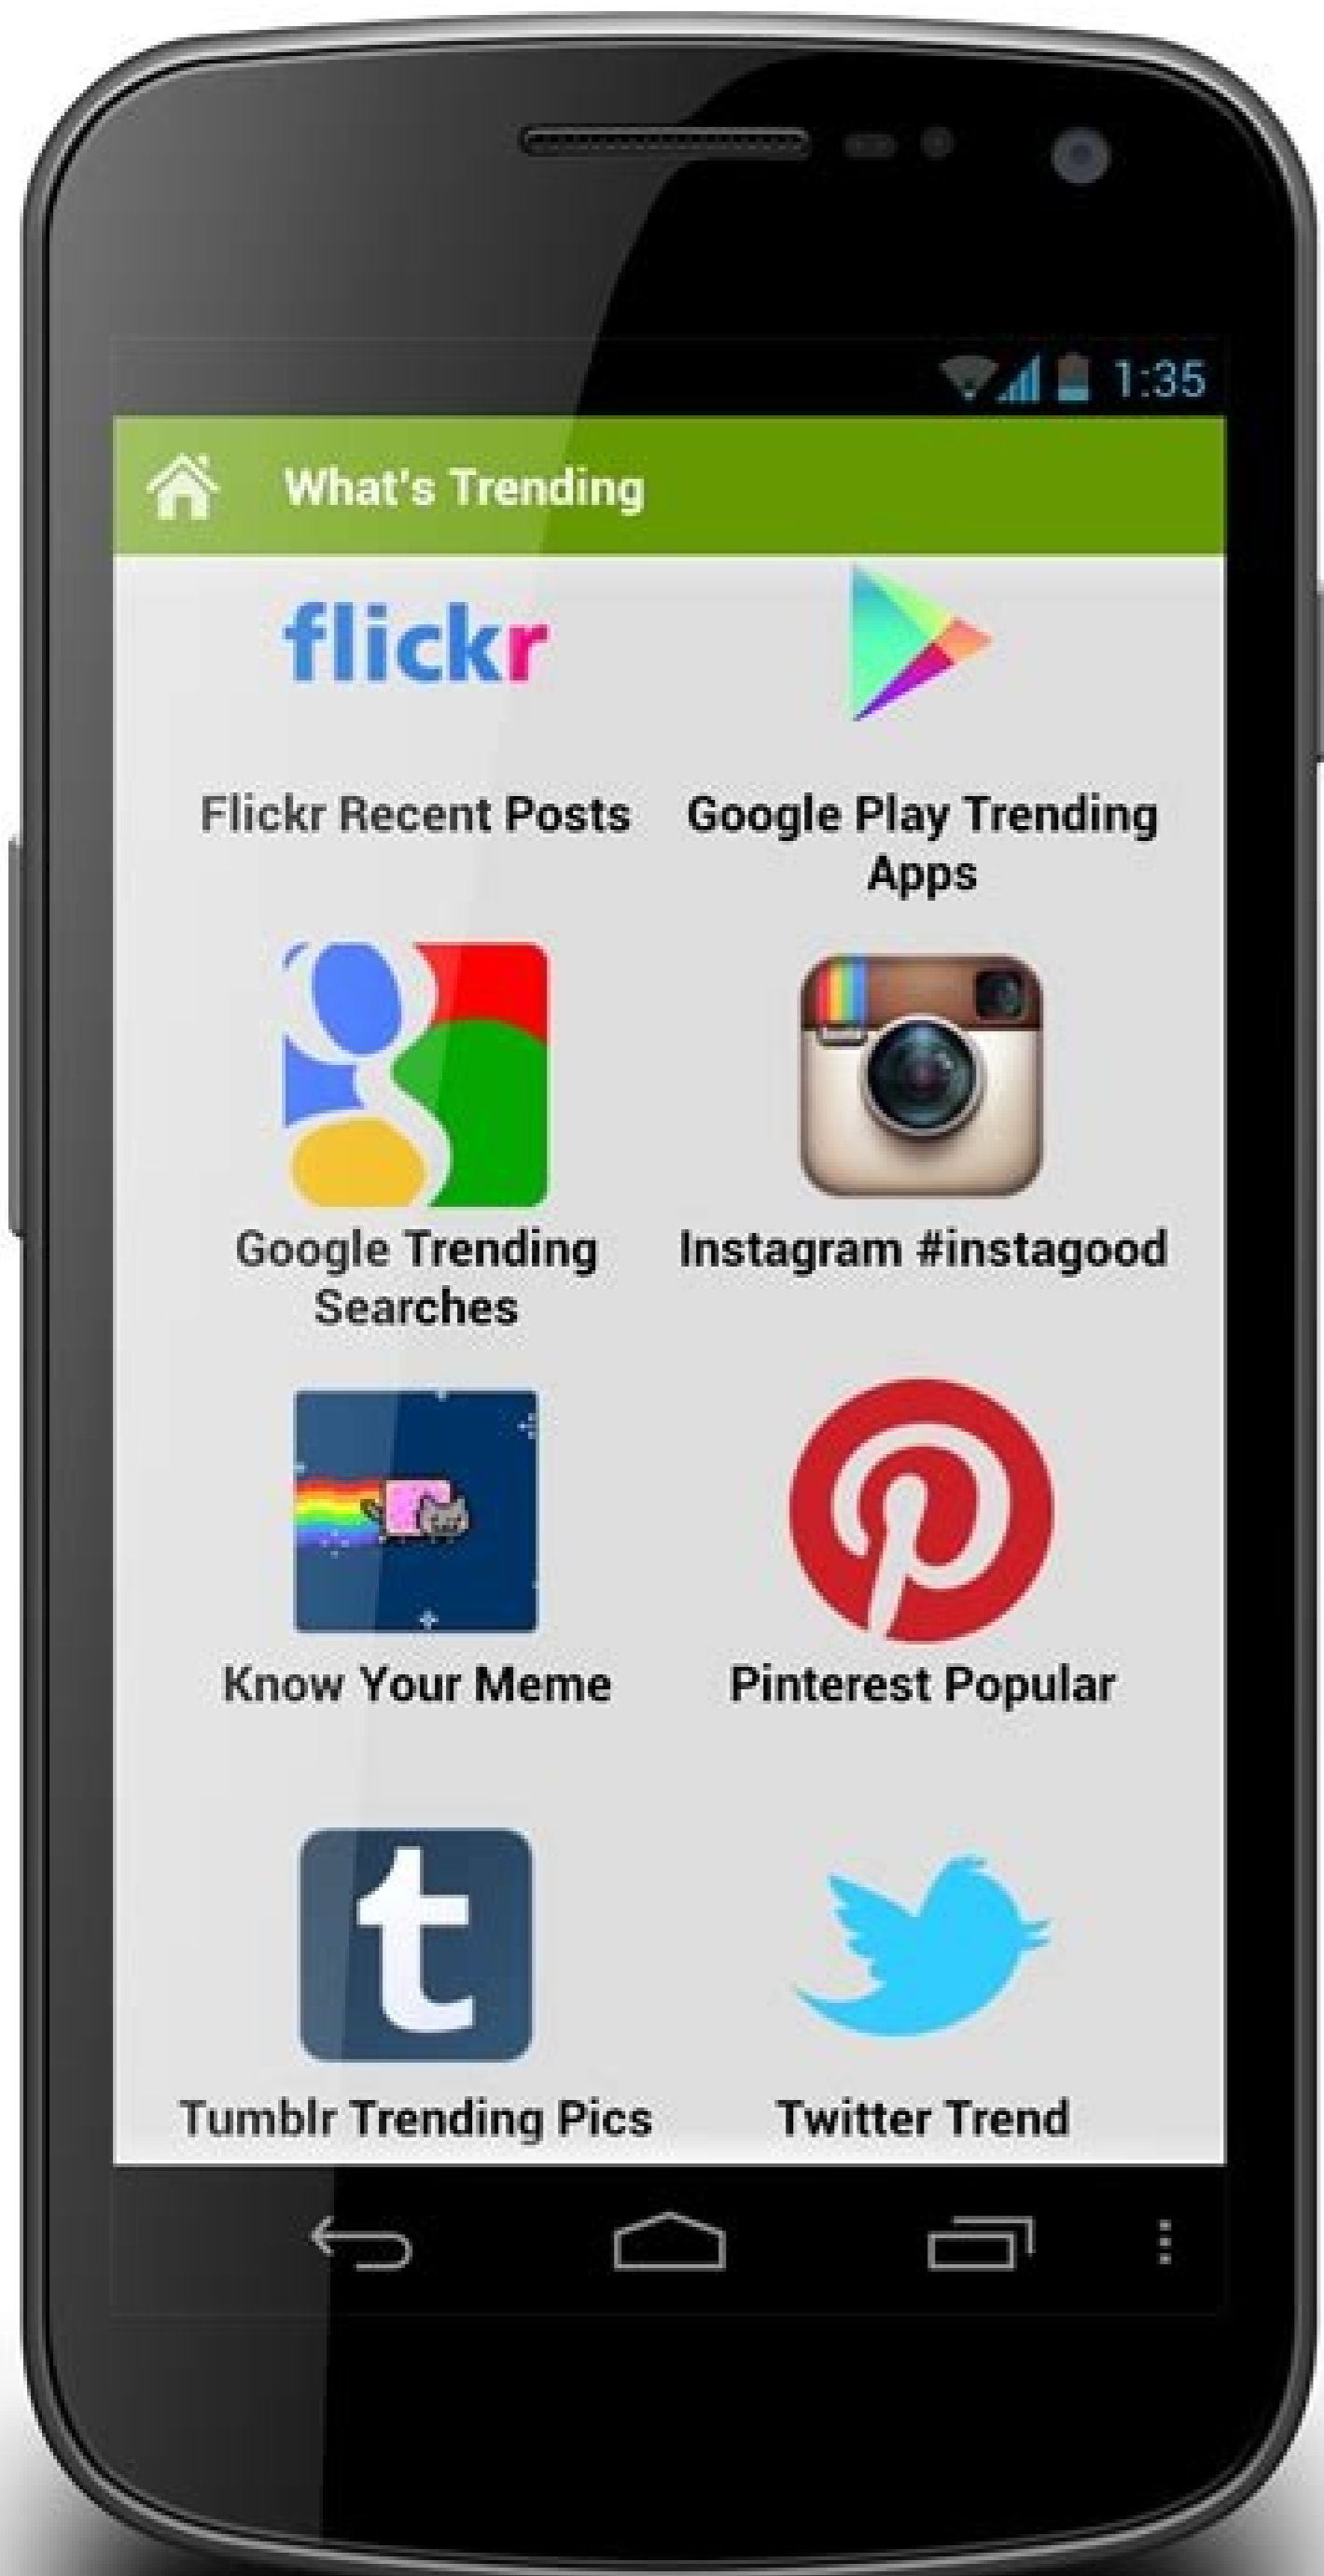 1:35
What's Trending
flickr
Flickr Recent Posts
Google Play Trending
Apps
Google Trending
Searches
Instagram #instagood
Know Your Meme
Pinterest Popular
t
Tumblr Trending Pics
Twitter Trend